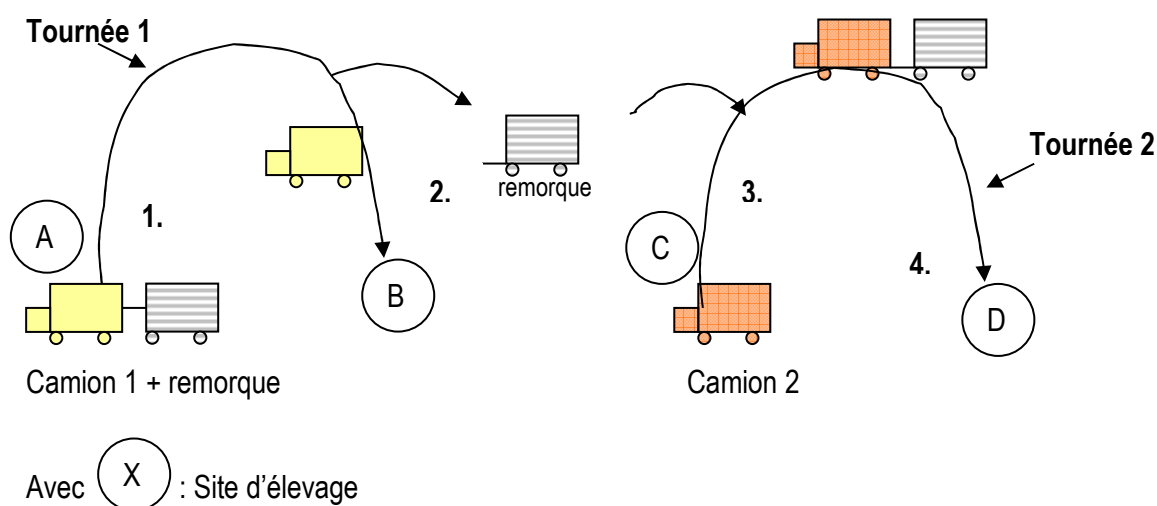 Tournée 1
Tournée 2
remorque
1.
2.
3.
4.
A
B
C
D
Camion 1 + remorque
Camion 2
Avec X : Site d'élevage